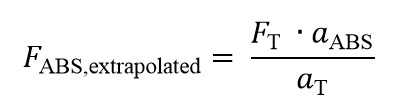 F_ABS,extrapolated = (F_T · a_ABS) / a_T